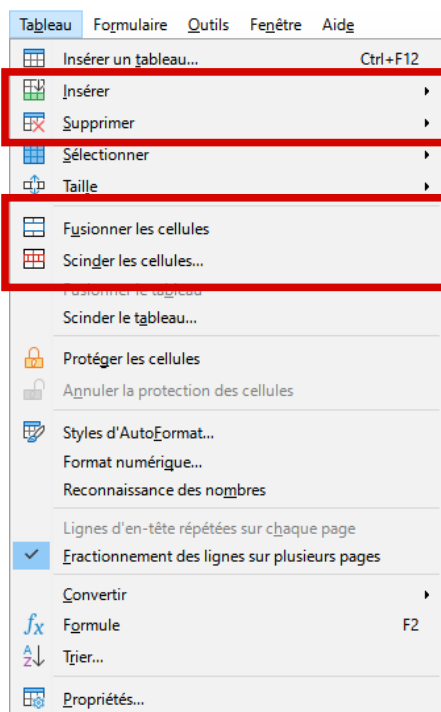 Tableau Formulaire Outils Fenêtre Aide
Insérer un tableau... Ctrl+F12
Insérer
Supprimer
Sélectionner
Taille
Fusionner les cellules
Scinder les cellules...
Fusionner le tableau
Scinder le tableau...
Protéger les cellules
Annuler la protection des cellules
Styles d'AutoFormat...
Format numérique...
Reconnaissance des nombres
Lignes d'en-tête répétées sur chaque page
Fractionnement des lignes sur plusieurs pages
Convertir
Formule F2
Trier...
Propriétés...